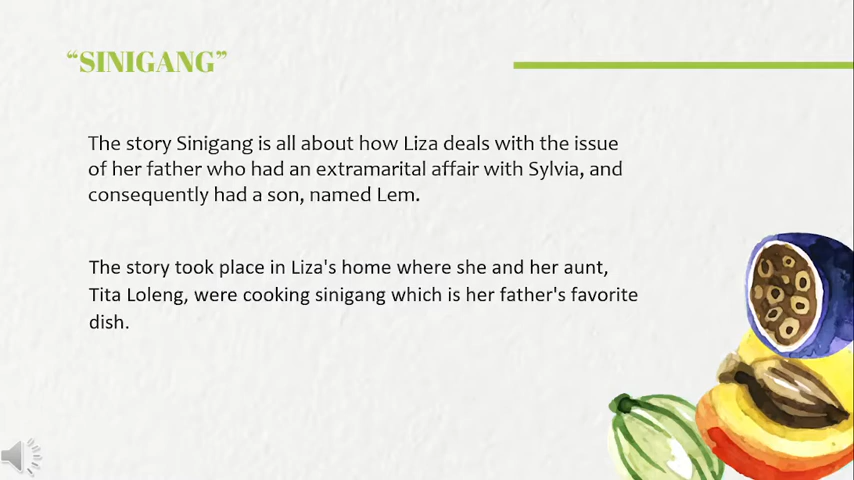 “SINIGANG”
The story Sinigang is all about how Liza deals with the issue
of her father who had an extramarital affair with Sylvia, and
consequently had a son, named Lem.
The story took place in Liza's home where she and her aunt,
Tita Loleng, were cooking sinigang which is her father's favorite
dish.